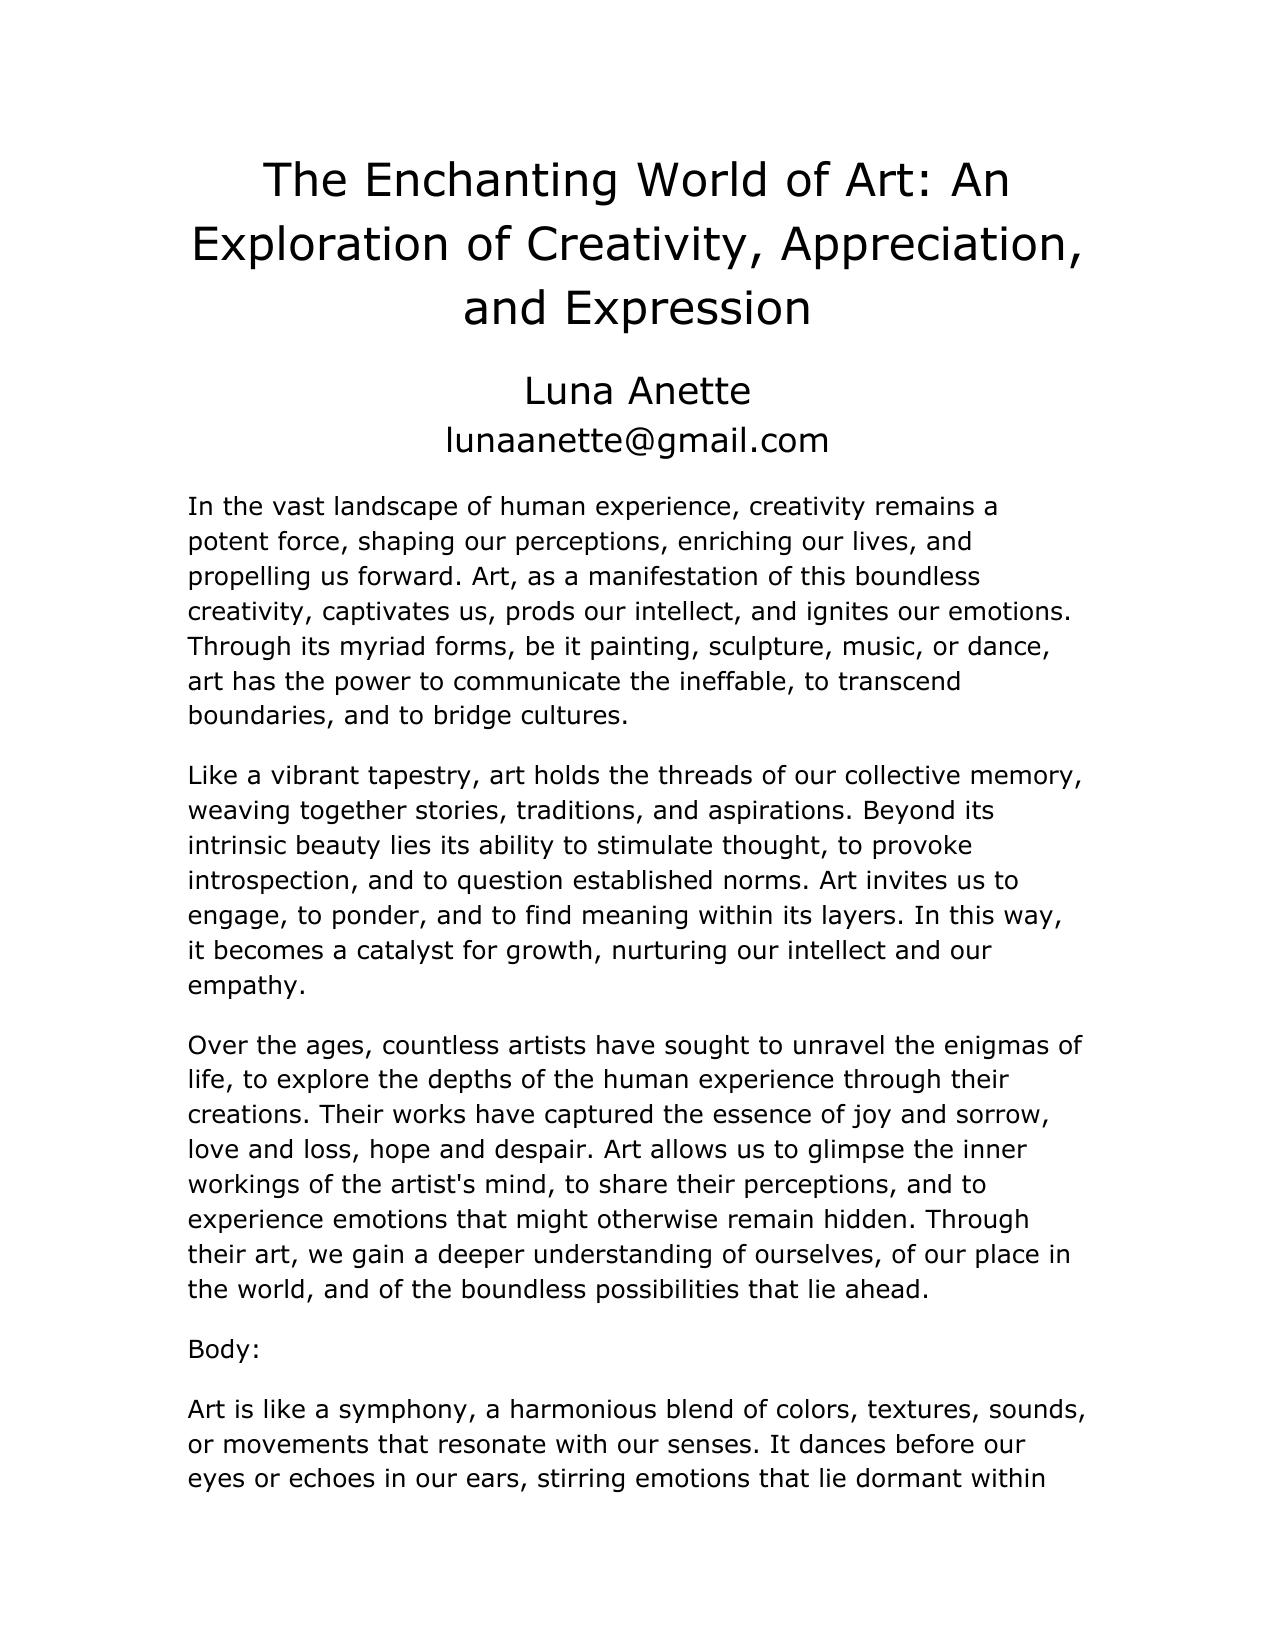 The Enchanting World of Art: An
Exploration of Creativity, Appreciation,
and Expression
Luna Anette
lunaanette@gmail.com
In the vast landscape of human experience, creativity remains a
potent force, shaping our perceptions, enriching our lives, and
propelling us forward. Art, as a manifestation of this boundless
creativity, captivates us, prods our intellect, and ignites our emotions.
Through its myriad forms, be it painting, sculpture, music, or dance,
art has the power to communicate the ineffable, to transcend
boundaries, and to bridge cultures.
Like a vibrant tapestry, art holds the threads of our collective memory,
weaving together stories, traditions, and aspirations. Beyond its
intrinsic beauty lies its ability to stimulate thought, to provoke
introspection, and to question established norms. Art invites us to
engage, to ponder, and to find meaning within its layers. In this way,
it becomes a catalyst for growth, nurturing our intellect and our
empathy.
Over the ages, countless artists have sought to unravel the enigmas of
life, to explore the depths of the human experience through their
creations. Their works have captured the essence of joy and sorrow,
love and loss, hope and despair. Art allows us to glimpse the inner
workings of the artist's mind, to share their perceptions, and to
experience emotions that might otherwise remain hidden. Through
their art, we gain a deeper understanding of ourselves, of our place in
the world, and of the boundless possibilities that lie ahead.
Body:
Art is like a symphony, a harmonious blend of colors, textures, sounds,
or movements that resonate with our senses. It dances before our
eyes or echoes in our ears, stirring emotions that lie dormant within